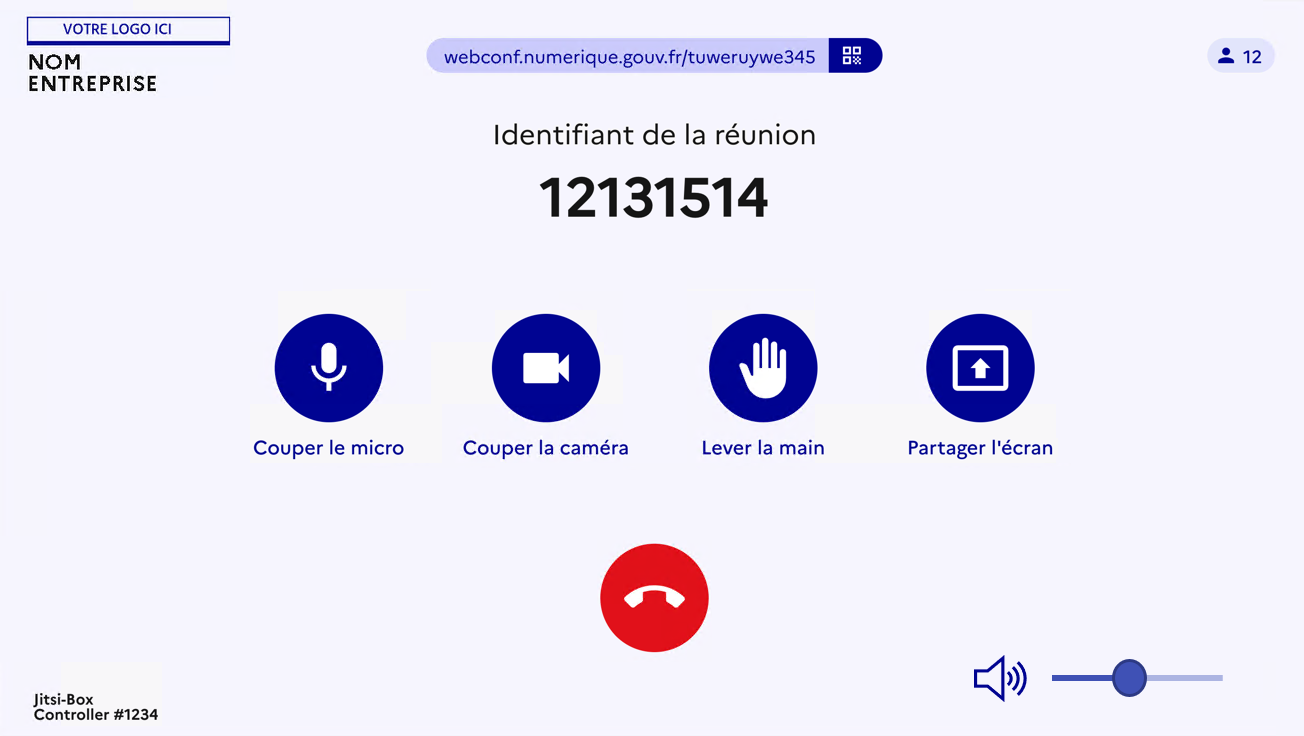 VOTRE LOGO ICI
NOM
ENTREPRISE
webconf.numerique.gouv.fr/tuweruywe345
12
Identifiant de la réunion
12131514
Couper le micro
Couper la caméra
Lever la main
Partager l'écran
Jitsi-Box
Controller #1234